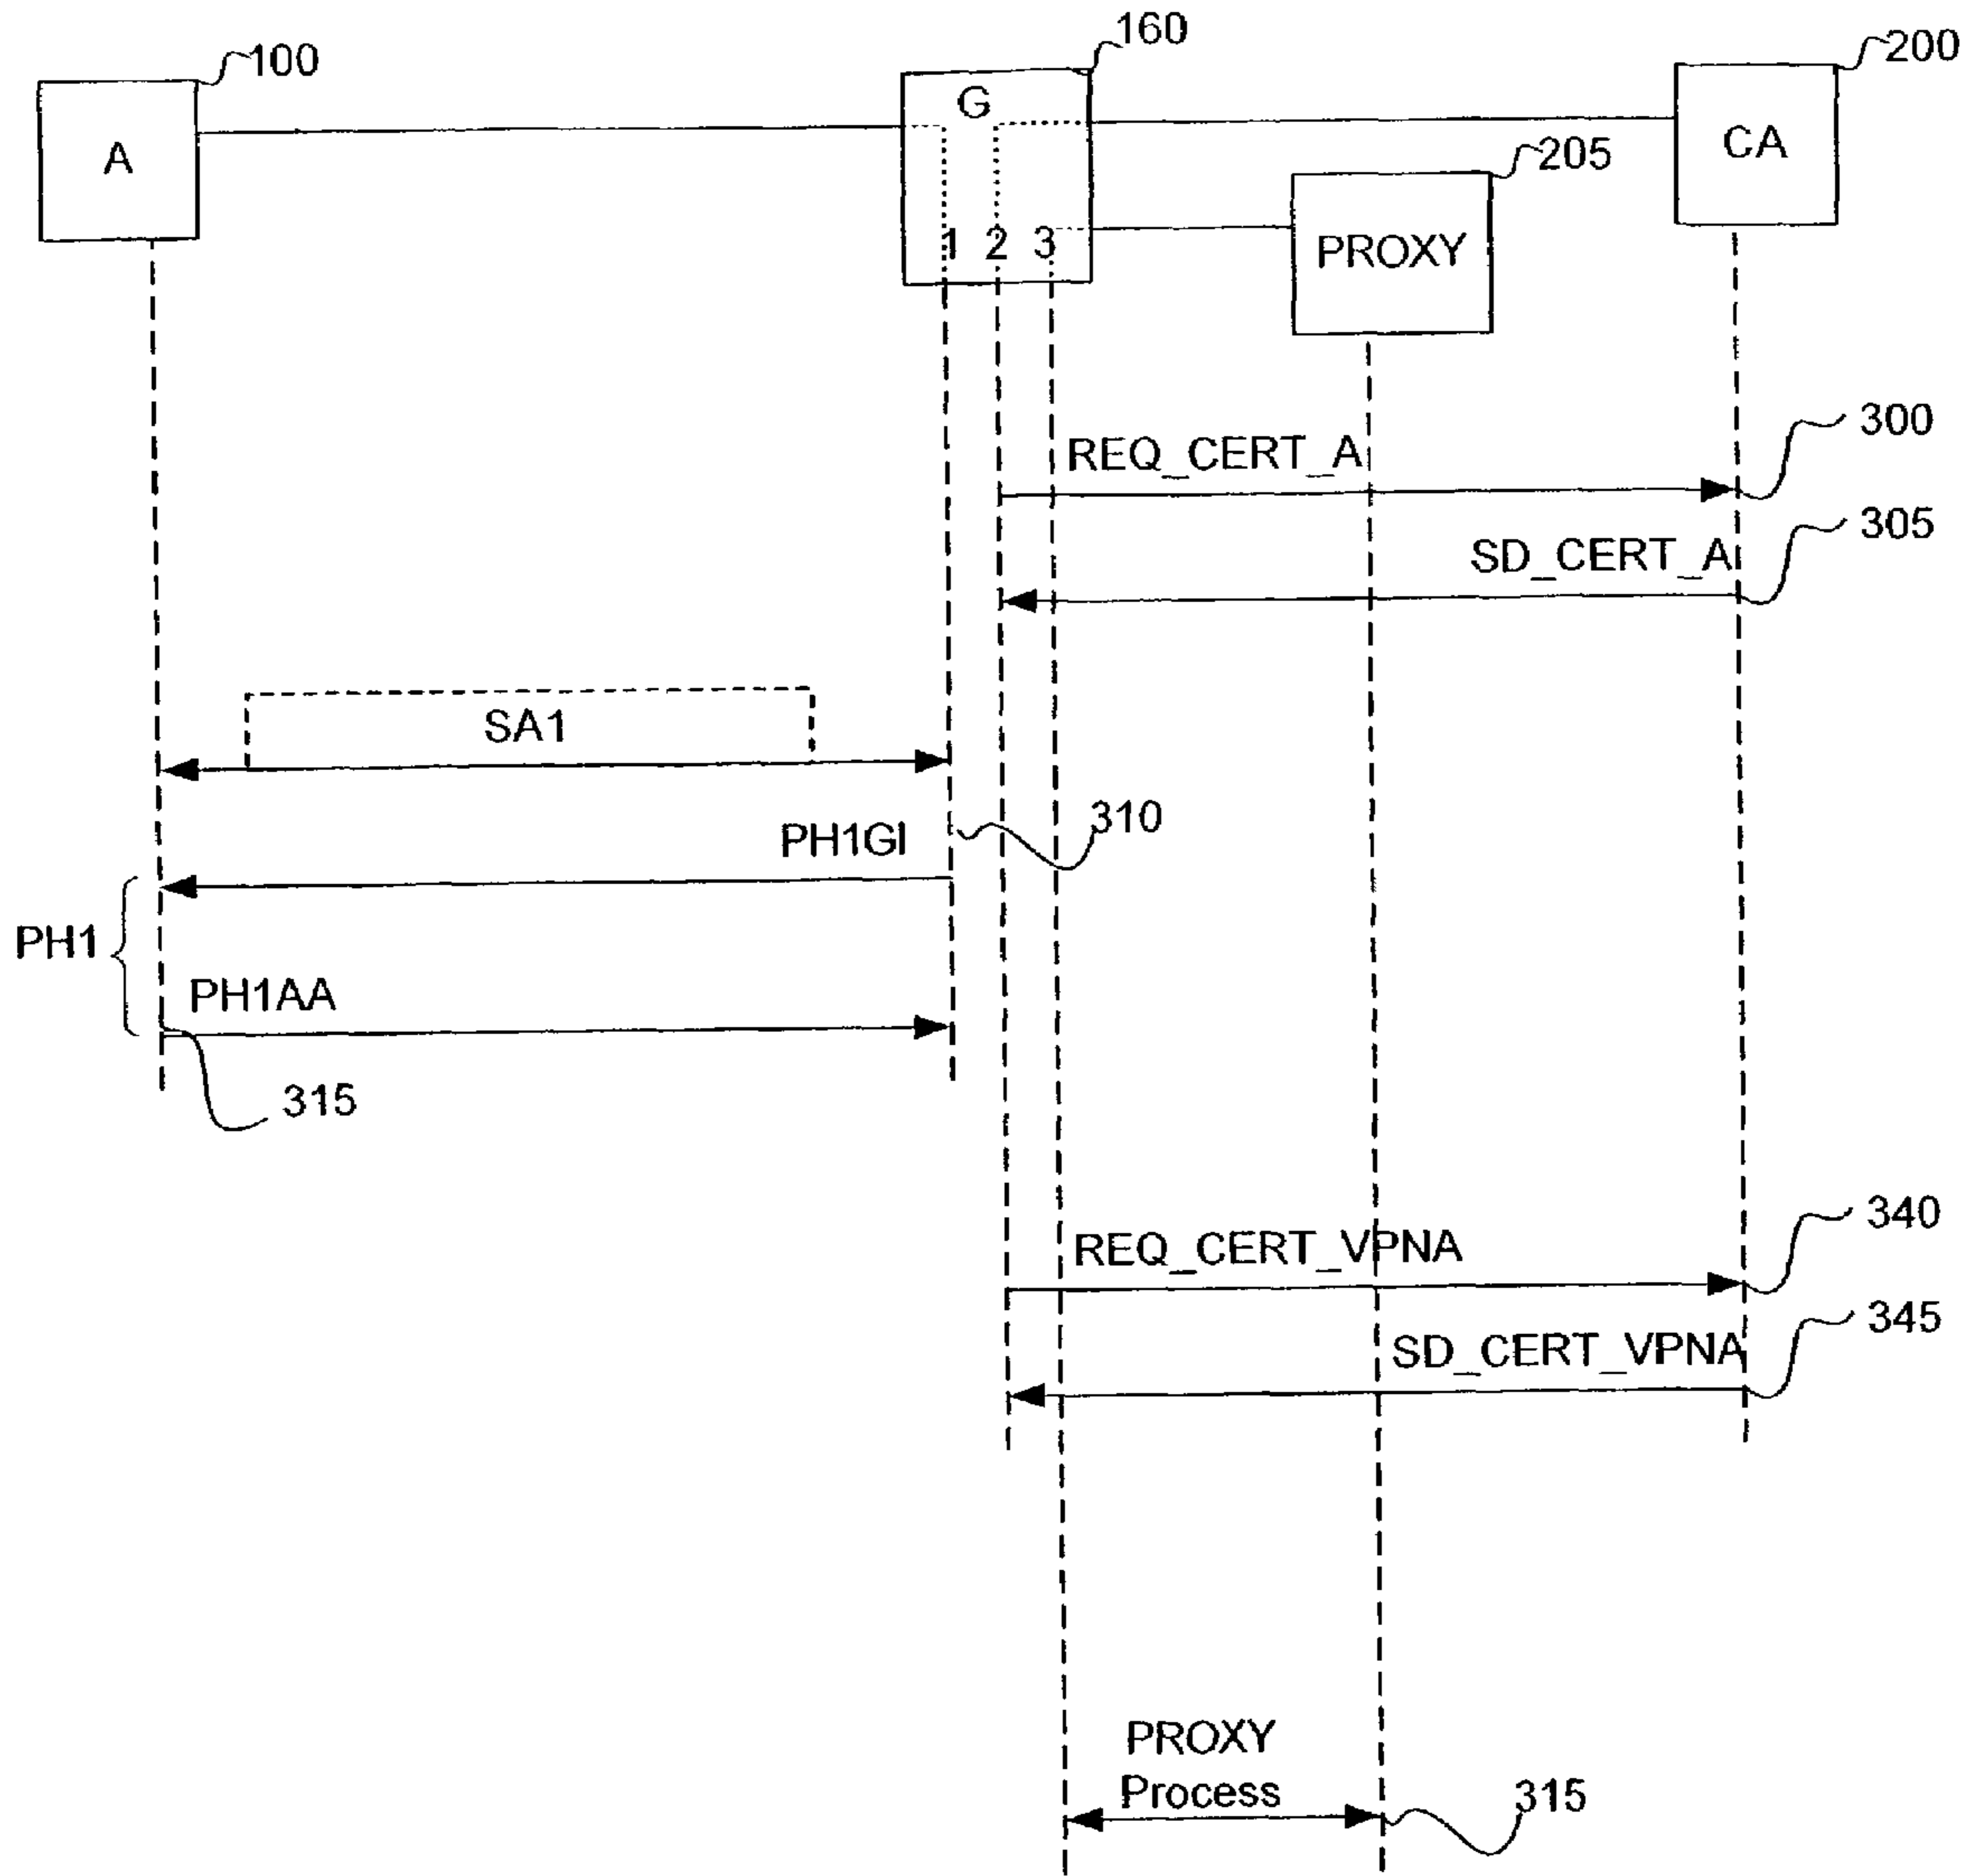 100
160
200
A
G
CA
205
1 2 3
PROXY
REQ_CERT_A
300
SD_CERT_A
305
SA1
310
PH1GI
PH1
PH1AA
315
REQ_CERT_VPNA
340
SD_CERT_VPNA
345
PROXY
Process
315